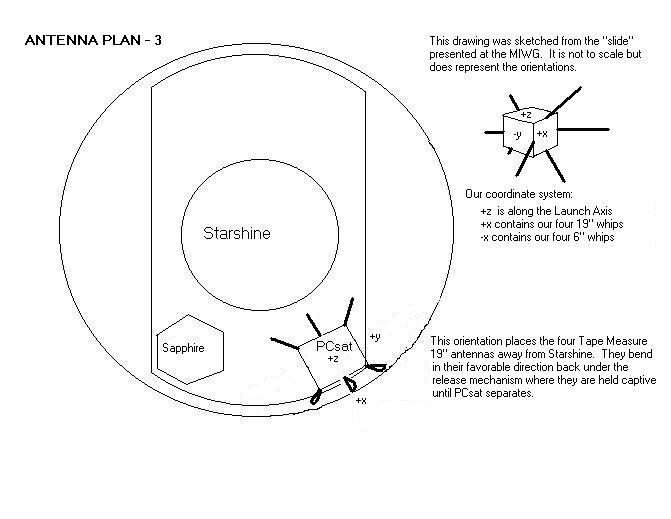 ANTENNA PLAN - 3
This drawing was sketched from the "slide"
presented at the MIWG. It is not to scale but
does represent the orientations.
+z
-y
+x
Our coordinate system:
+z is along the Launch Axis
+x contains our four 19" whips
-x contains our four 6" whips
Starshine
Sapphire
PCsat
+z
+y
+x
This orientation places the four Tape Measure
19" antennas away from Starshine. They bend
in their favorable direction back under the
release mechanism where they are held captive
until PCsat separates.